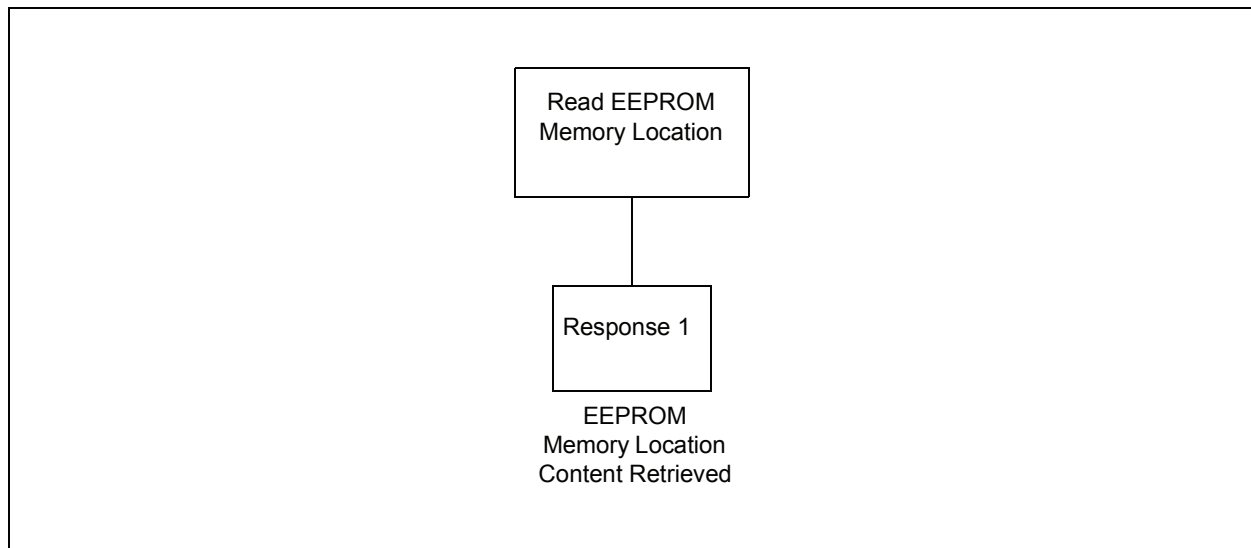 Read EEPROM
Memory Location
Response 1
EEPROM
Memory Location
Content Retrieved